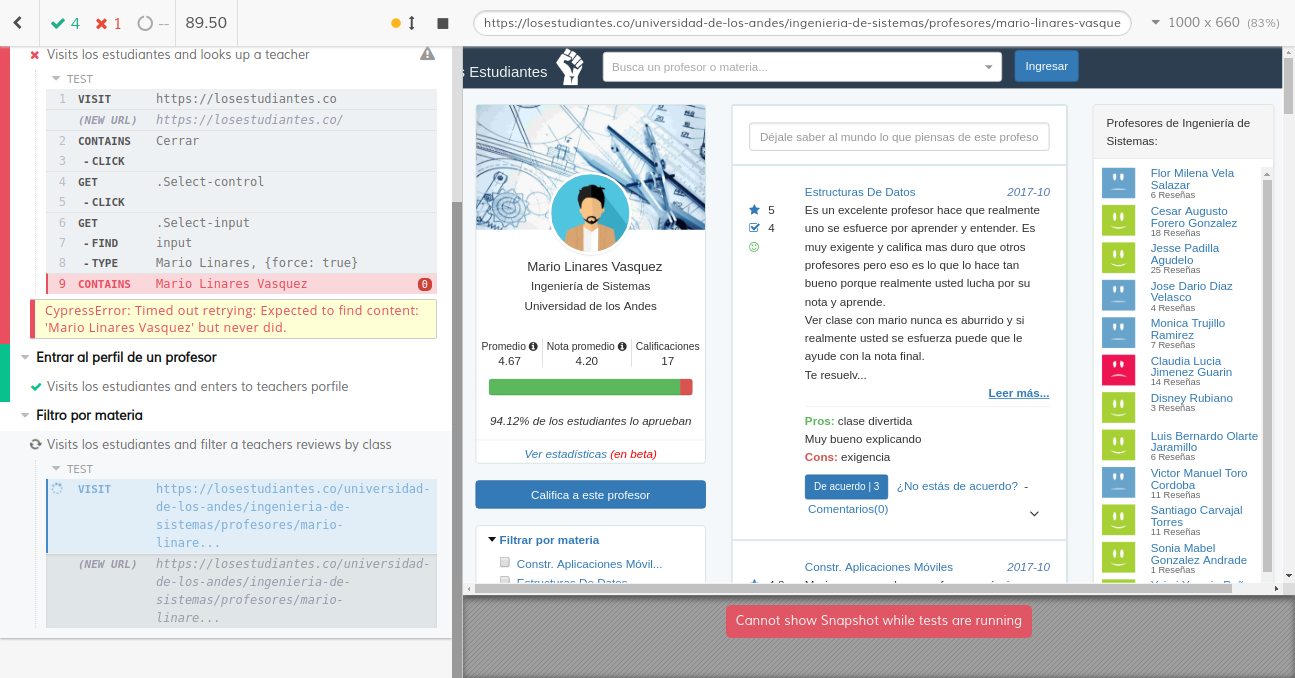 4 1 -- 89.50
https://losestudiantes.co/universidad-de-los-andes/ingenieria-de-sistemas/profesores/mario-linares-vasque
1000 x 660 (83%)
Visits los estudiantes and looks up a teacher
TEST
1 VISIT https://losestudiantes.co
(NEW URL) https://losestudiantes.co/
2 CONTAINS Cerrar
3 - CLICK
4 GET .Select-control
5 - CLICK
6 GET .Select-input
7 - FIND input
8 - TYPE Mario Linares, {force: true}
9 CONTAINS Mario Linares Vasquez 0
CypressError: Timed out retrying: Expected to find content:
'Mario Linares Vasquez' but never did.
Entrar al perfil de un profesor
Visits los estudiantes and enters to teachers porfile
Filtro por materia
Visits los estudiantes and filter a teachers reviews by class
TEST
VISIT https://losestudiantes.co/universidad-
de-los-andes/ingenieria-de-
sistemas/profesores/mario-
linare...
(NEW URL) https://losestudiantes.co/universidad-
de-los-andes/ingenieria-de-
sistemas/profesores/mario-
linare...
s Estudiantes
Busca un profesor o materia...
Ingresar
Mario Linares Vasquez
Ingeniería de Sistemas
Universidad de los Andes
Promedio Nota promedio Calificaciones
4.67 4.20 17
94.12% de los estudiantes lo aprueban
Ver estadísticas (en beta)
Califica a este profesor
Filtrar por materia
Constr. Aplicaciones Móvil...
Estructuras De Datos
Déjale saber al mundo lo que piensas de este profeso
Estructuras De Datos 2017-10
5
4
Es un excelente profesor hace que realmente
uno se esfuerce por aprender y entender. Es
muy exigente y califica mas duro que otros
profesores pero eso es lo que lo hace tan
bueno porque realmente usted lucha por su
nota y aprende.
Ver clase con mario nunca es aburrido y si
realmente usted se esfuerza puede que le
ayude con la nota final.
Te resuelv...
Leer más...
Pros: clase divertida
Muy bueno explicando
Cons: exigencia
De acuerdo | 3 ¿No estás de acuerdo? -
Comentarios(0)
Constr. Aplicaciones Móviles 2017-10
Profesores de Ingeniería de
Sistemas:
Flor Milena Vela
Salazar
6 Reseñas
Cesar Augusto
Forero Gonzalez
18 Reseñas
Jesse Padilla
Agudelo
25 Reseñas
Jose Dario Diaz
Velasco
4 Reseñas
Monica Trujillo
Ramirez
7 Reseñas
Claudia Lucia
Jimenez Guarin
14 Reseñas
Disney Rubiano
3 Reseñas
Luis Bernardo Olarte
Jaramillo
6 Reseñas
Victor Manuel Toro
Cordoba
11 Reseñas
Santiago Carvajal
Torres
11 Reseñas
Sonia Mabel
Gonzalez Andrade
1 Reseñas
Cannot show Snapshot while tests are running